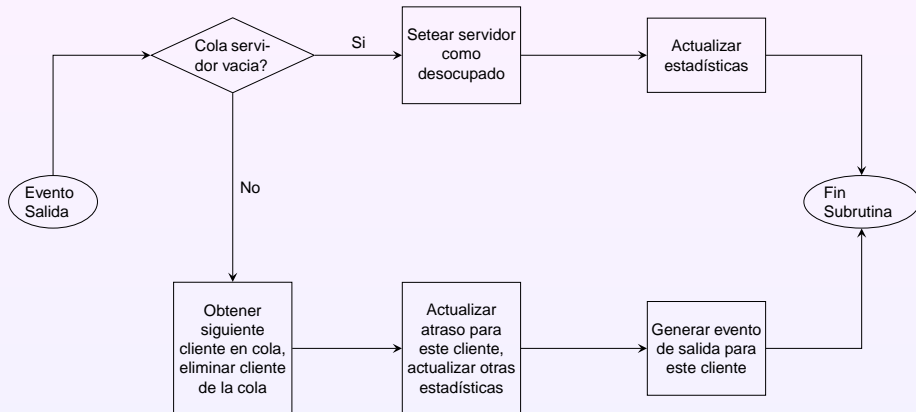 Cola servi-
dor vacia?
Si
Setear servidor
como
desocupado
Actualizar
estadísticas
Evento
Salida
No
Fin
Subrutina
Obtener
siguiente
cliente en cola,
eliminar cliente
de la cola
Actualizar
atraso para
este cliente,
actualizar otras
estadísticas
Generar evento
de salida para
este cliente